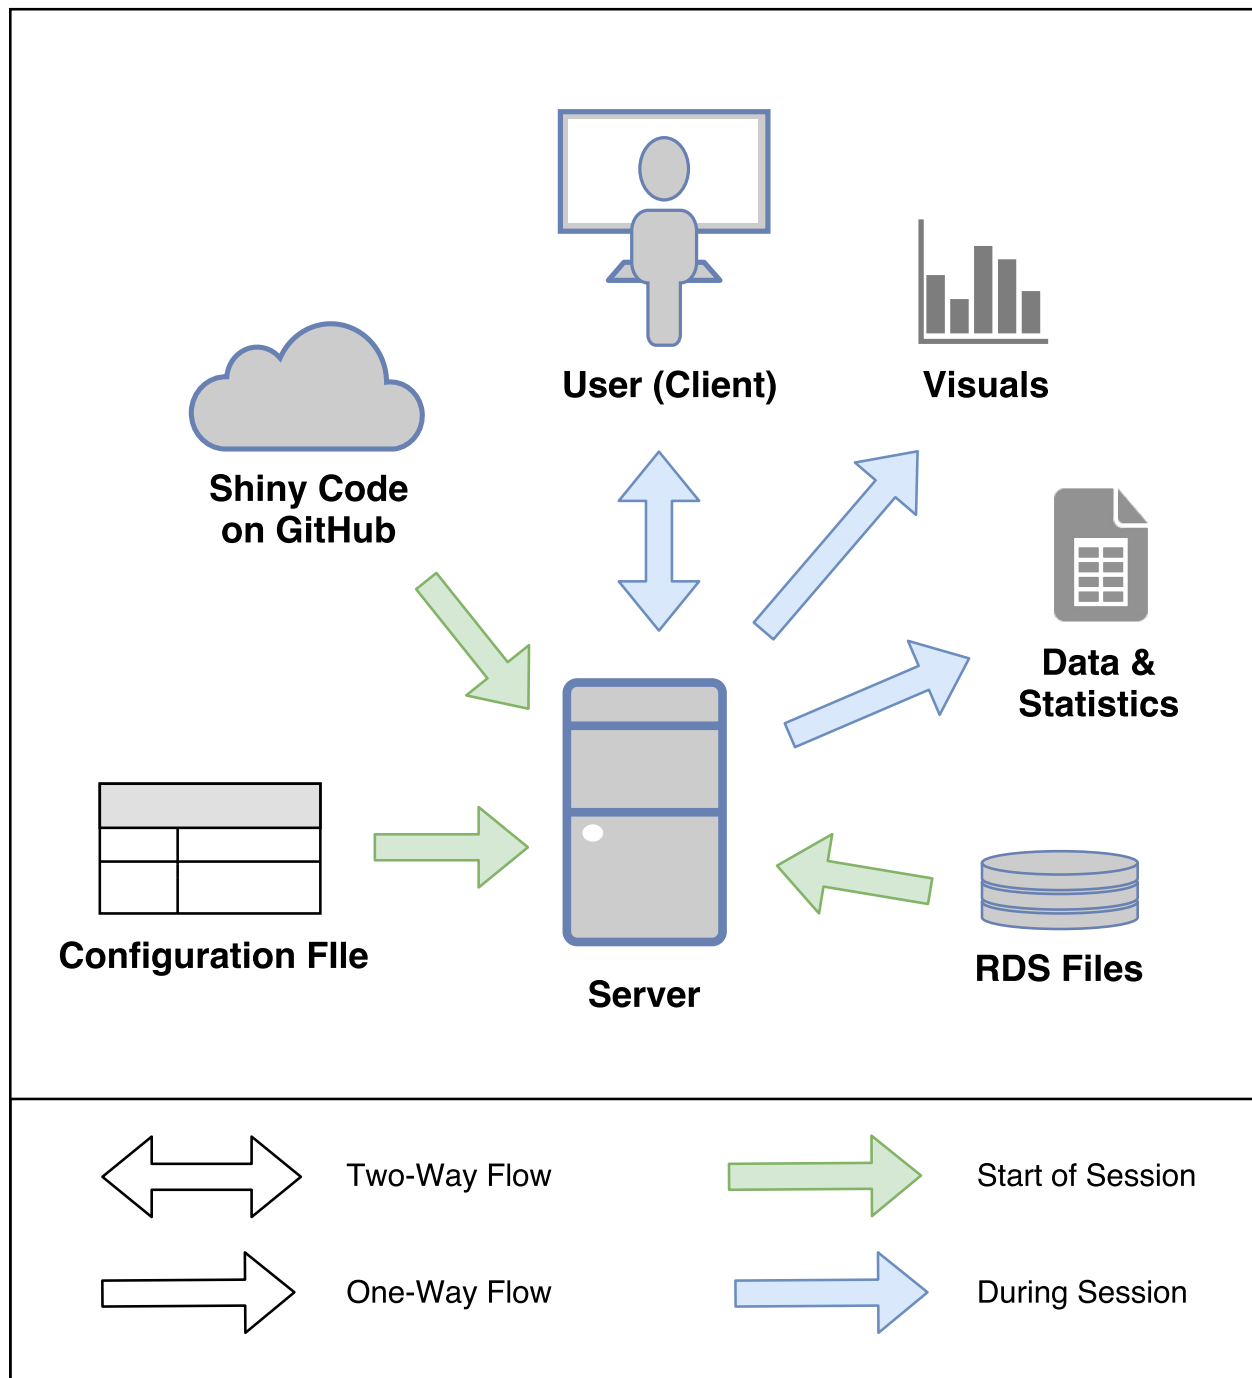 User (Client)
Visuals
Shiny Code
on GitHub
Data &
Statistics
Configuration FIle
Server
RDS Files
Two-Way Flow
Start of Session
One-Way Flow
During Session